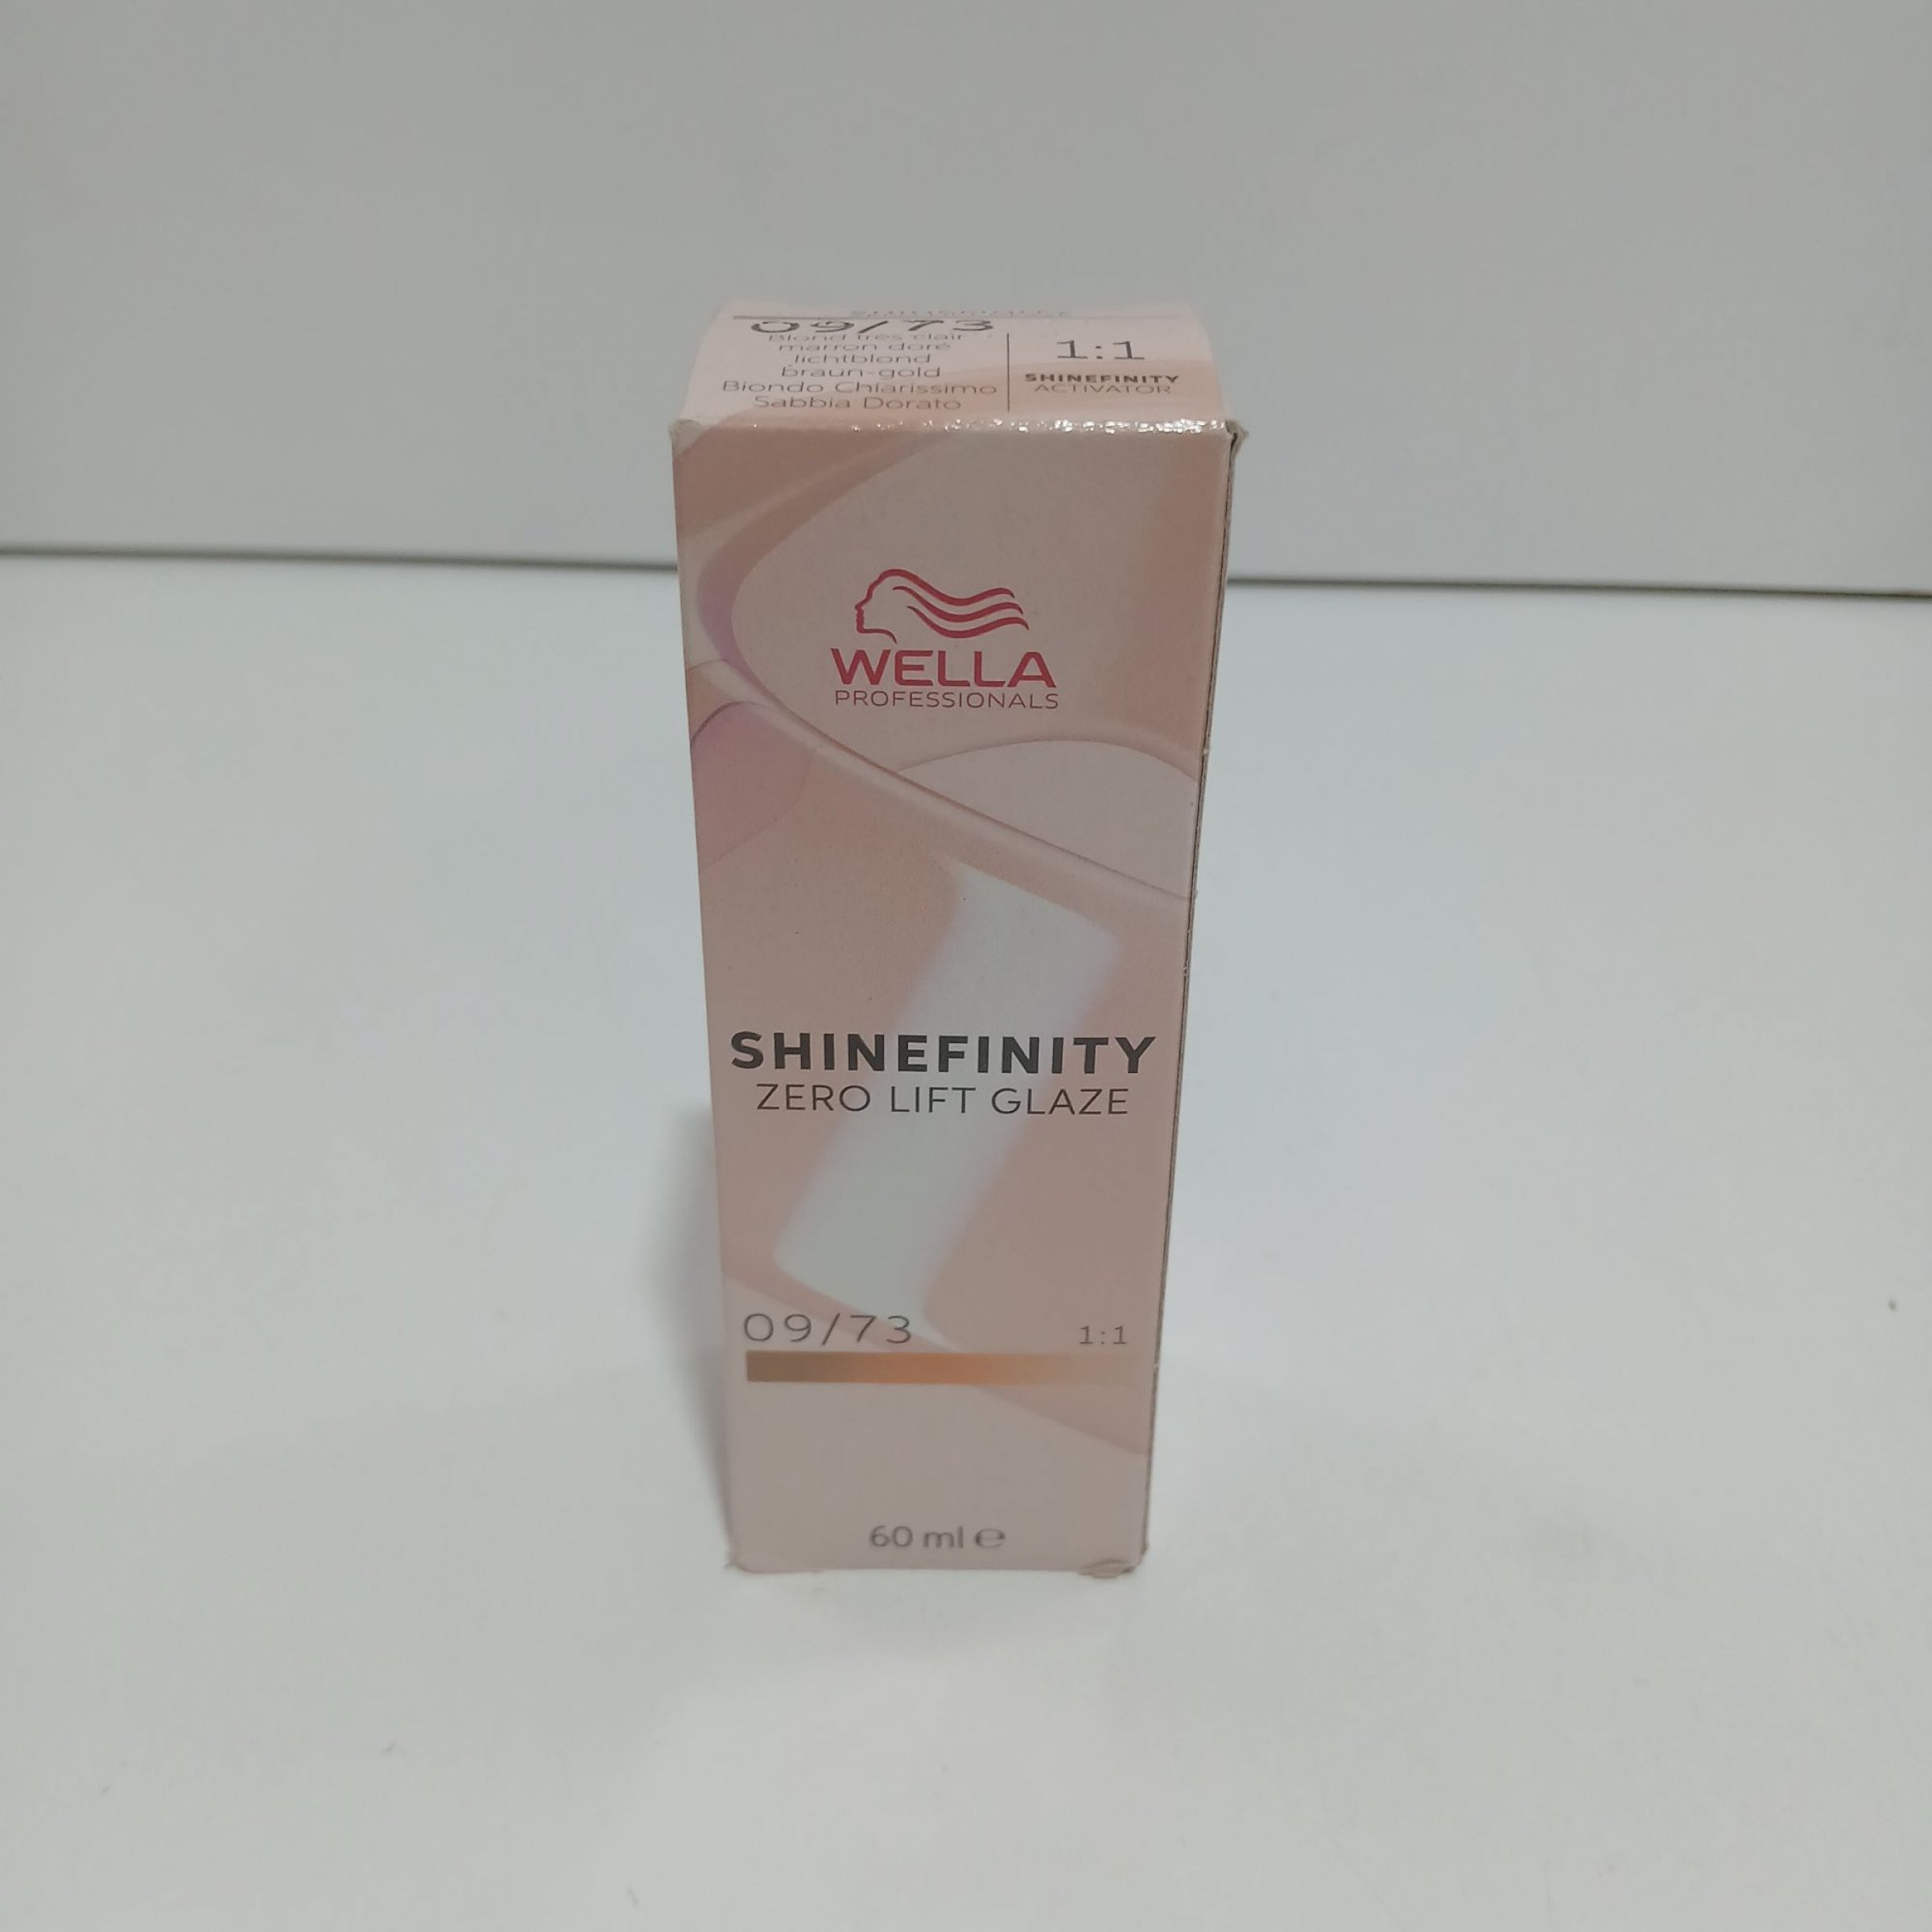 09/73
Blond très clair
marron doré
lichtblond
braun-gold
Biondo Chiarissimo
Sabbia Dorato
1:1
SHINEFINITY
ACTIVATOR
WELLA
PROFESSIONALS
SHINEFINITY
ZERO LIFT GLAZE
09/73
1:1
60 ml ℮